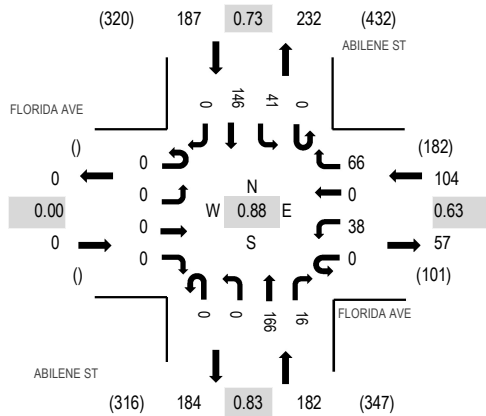 (320) 187 0.73 232 (432)
ABILENE ST
FLORIDA AVE
0 146 41 0
()
0
0.00
0
()
0
0
0
0
N
W 0.88 E
S
66
0
38
0
(182)
104
0.63
57
(101)
0 0 166 16
FLORIDA AVE
ABILENE ST
(316) 184 0.83 182 (347)